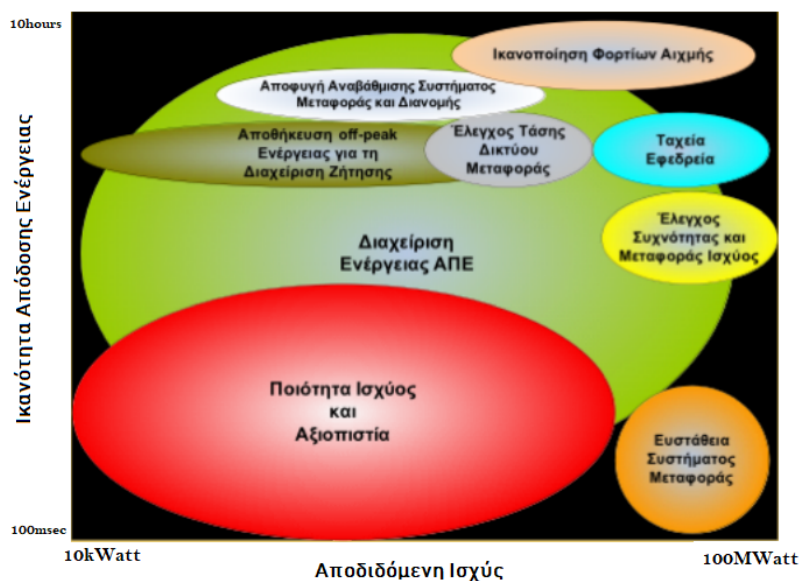 10hours
Ικανότητα Απόδοσης Ενέργειας
Ικανοποίηση Φορτίων Αιχμής
Αποφυγή Αναβάθμισης Συστήματος
Μεταφοράς και Διανομής
Αποθήκευση off-peak
Ενέργειας για τη
Διαχείριση Ζήτησης
Έλεγχος Τάσης
Δικτύου
Μεταφοράς
Ταχεία
Εφεδρεία
Έλεγχος
Συχνότητας και
Μεταφοράς Ισχύος
Διαχείριση
Ενέργειας ΑΠΕ
Ποιότητα Ισχύος
και
Αξιοπιστία
Ευστάθεια
Συστήματος
Μεταφοράς
100msec
10kWatt
100MWatt
Αποδιδόμενη Ισχύς